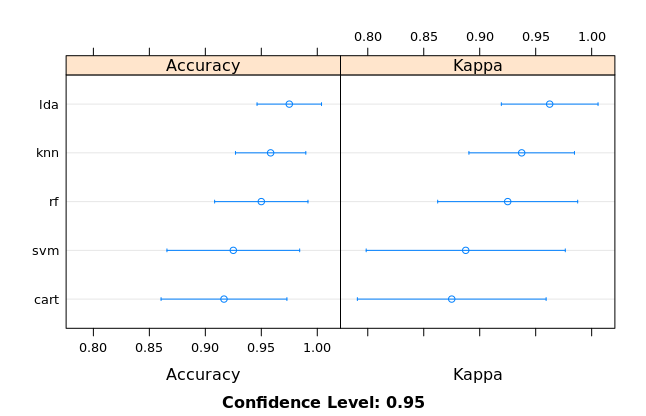 0.80 0.85 0.90 0.95 1.00
Accuracy Kappa
lda
knn
rf
svm
cart
0.80 0.85 0.90 0.95 1.00
Accuracy Kappa
Confidence Level: 0.95